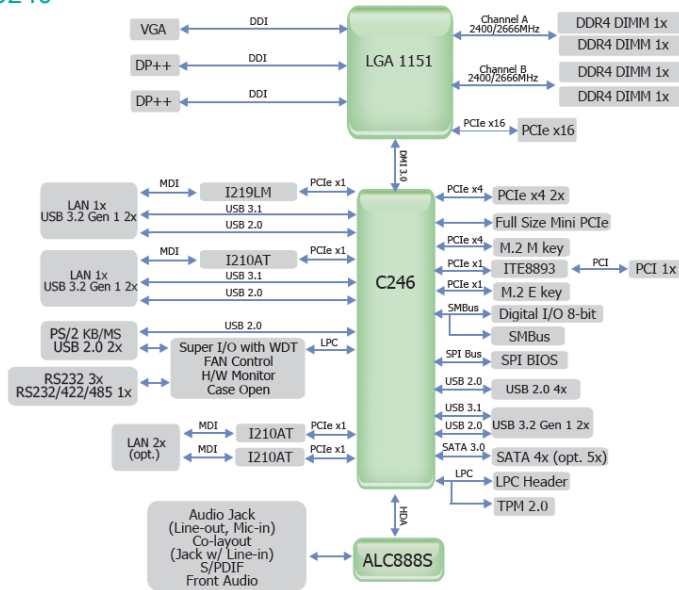 VGA
DDI
DP++
DDI
DP++
DDI
LGA 1151
Channel A
2400/2666MHz
DDR4 DIMM 1x
DDR4 DIMM 1x
Channel B
2400/2666MHz
DDR4 DIMM 1x
DDR4 DIMM 1x
PCIe x16
PCIe x16
DMI 3.0
LAN 1x
USB 3.2 Gen 1 2x
MDI
I219LM
PCIe x1
USB 3.1
USB 2.0
LAN 1x
USB 3.2 Gen 1 2x
MDI
I210AT
PCIe x1
USB 3.1
USB 2.0
PS/2 KB/MS
USB 2.0 2x
USB 2.0
Super I/O with WDT
FAN Control
H/W Monitor
Case Open
LPC
RS232 3x
RS232/422/485 1x
LAN 2x
(opt.)
MDI
I210AT
PCIe x1
MDI
I210AT
PCIe x1
C246
PCIe x4
PCIe x4 2x
Full Size Mini PCIe
PCIe x4
M.2 M key
PCIe x1
ITE8893
PCI
PCI 1x
PCIe x1
M.2 E key
SMBus
Digital I/O 8-bit
SMBus
SPI Bus
SPI BIOS
USB 2.0
USB 2.0 4x
USB 3.1
USB 2.0
USB 3.2 Gen 1 2x
SATA 3.0
SATA 4x (opt. 5x)
LPC
LPC Header
TPM 2.0
HDA
Audio Jack
(Line-out, Mic-in)
Co-layout
(Jack w/ Line-in)
S/PDIF
Front Audio
ALC888S